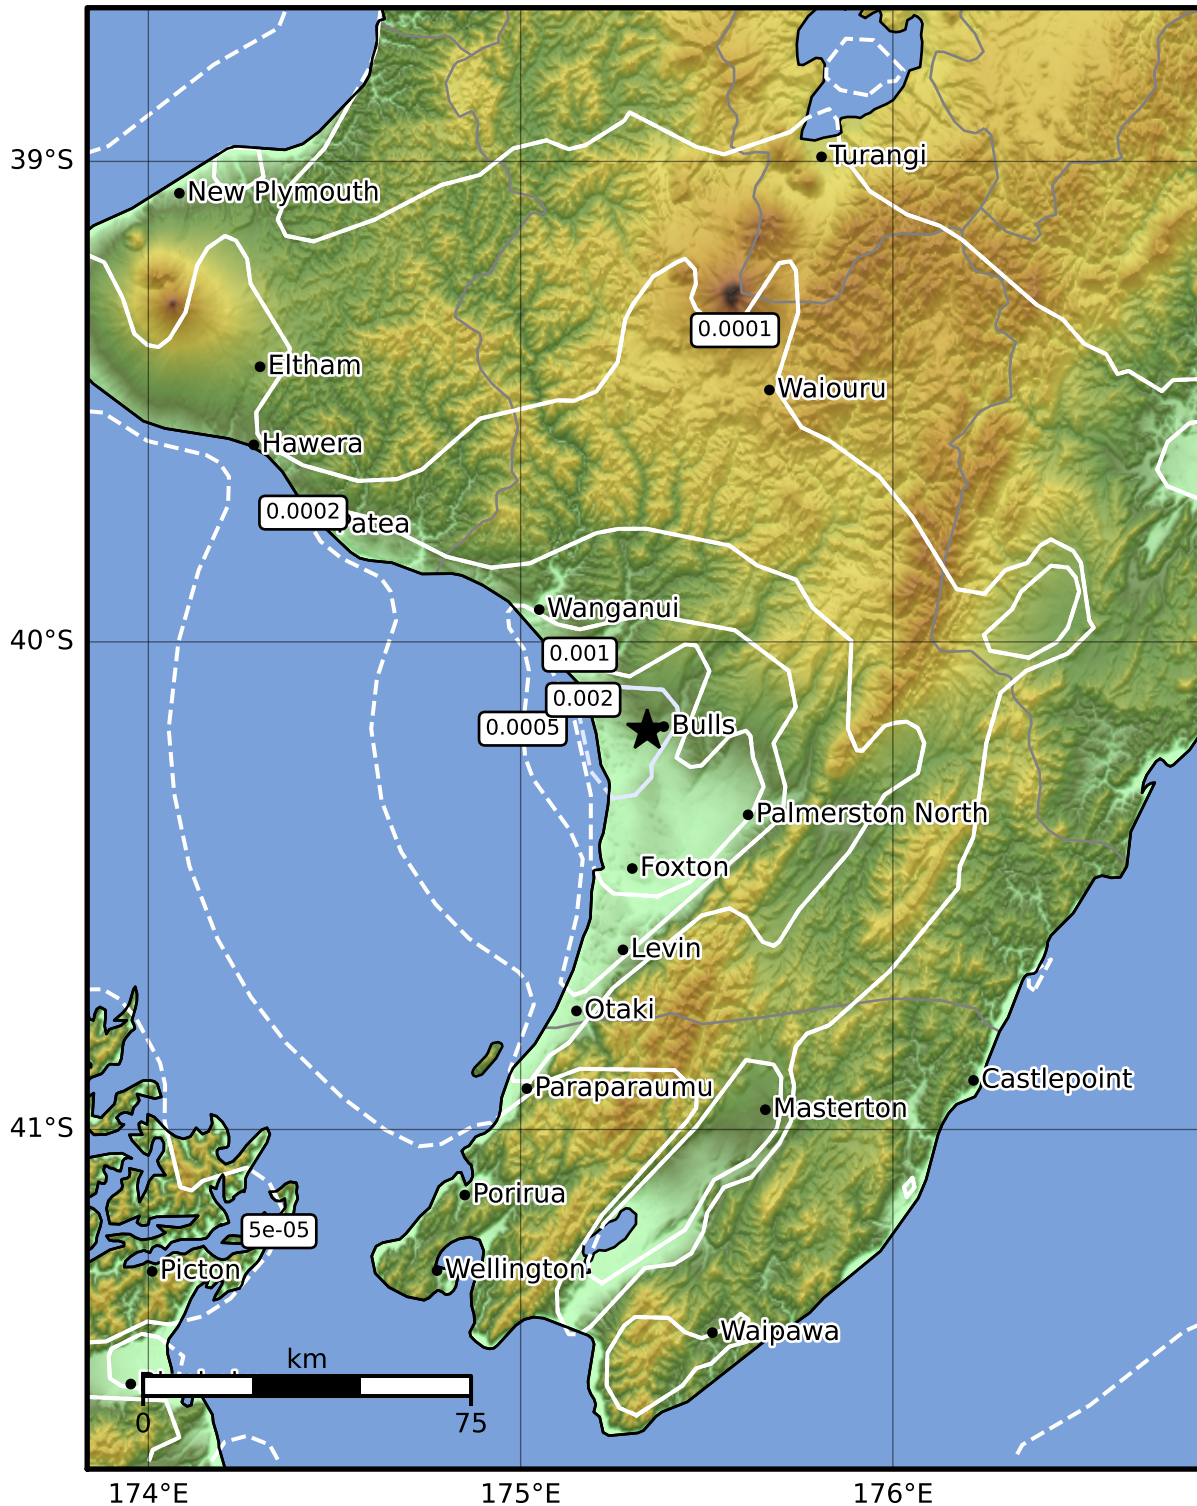 39°S
Turangi
New Plymouth
0.0001
Eltham
Waiouru
Hawera
0.0002
Patea
Wanganui
40°S
0.001
0.002
0.0005
Bulls
Palmerston North
Foxton
Levin
Otaki
Paraparaumu
Castlepoint
Masterton
41°S
Porirua
5e-05
Picton
Wellington
Waipawa
km
0
75
174°E
175°E
176°E